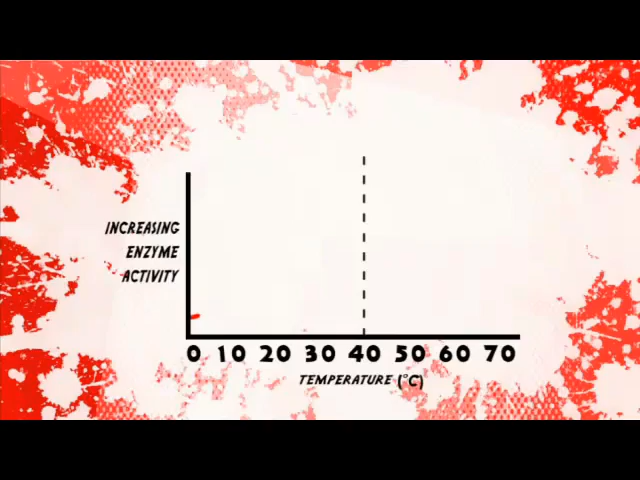 INCREASING
ENZYME
ACTIVITY
0 10 20 30 40 50 60 70
TEMPERATURE (°C)